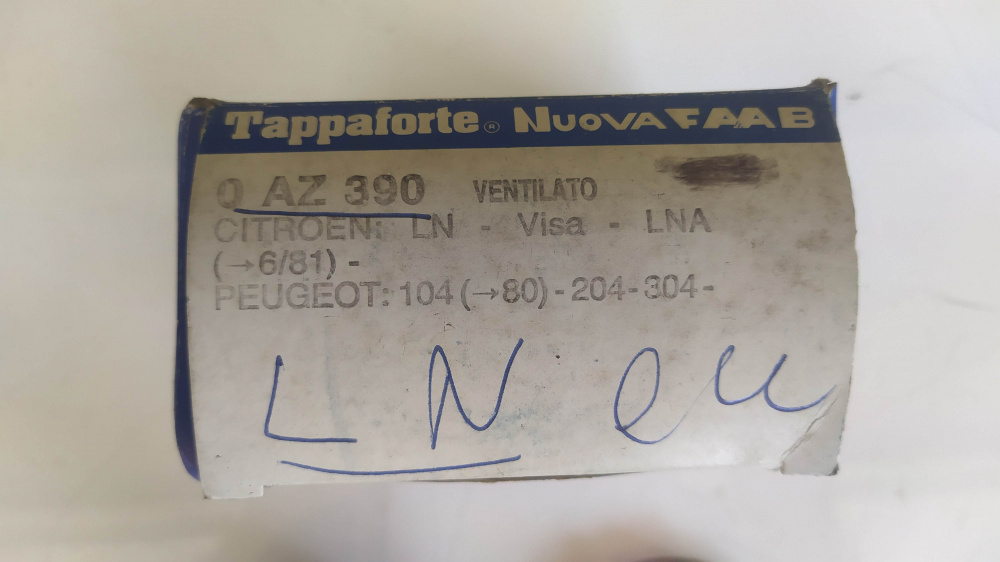 Tappaforte® NUOVAFAAB
0 AZ 390 VENTILATO
CITROEN: LN - Visa - LNA
(→6/81) -
PEUGEOT: 104 (→80) - 204 - 304 -
LN